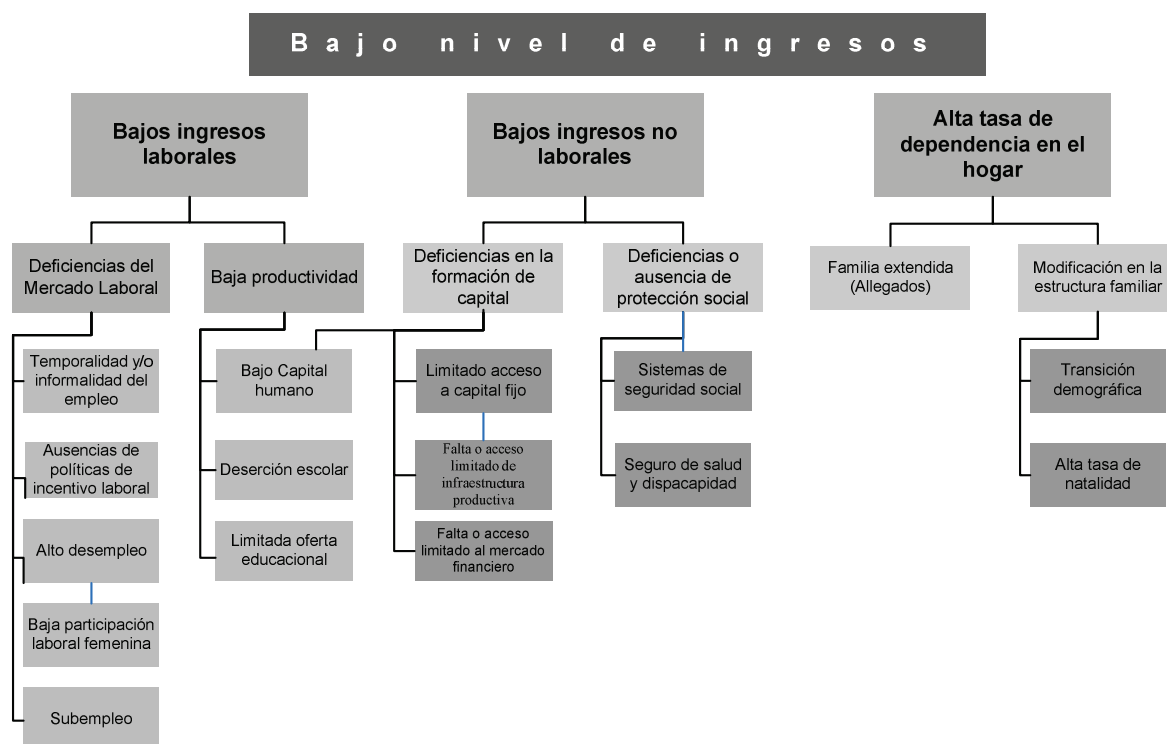 Bajo nivel de ingresos
Bajos ingresos
laborales
Bajos ingresos no
laborales
Alta tasa de
dependencia en el
hogar
Deficiencias del
Mercado Laboral
Baja productividad
Deficiencias en la
formación de
capital
Deficiencias o
ausencia de
protección social
Familia extendida
(Allegados)
Modificación en la
estructura familiar
Temporalidad y/o
informalidad del
empleo
Ausencias de
políticas de
incentivo laboral
Alto desempleo
Baja participación
laboral femenina
Subempleo
Bajo Capital
humano
Deserción escolar
Limitada oferta
educacional
Limitado acceso
a capital fijo
Falta o acceso
limitado de
infraestructura
productiva
Falta o acceso
limitado al mercado
financiero
Sistemas de
seguridad social
Seguro de salud
y dispacapidad
Transición
demográfica
Alta tasa de
natalidad